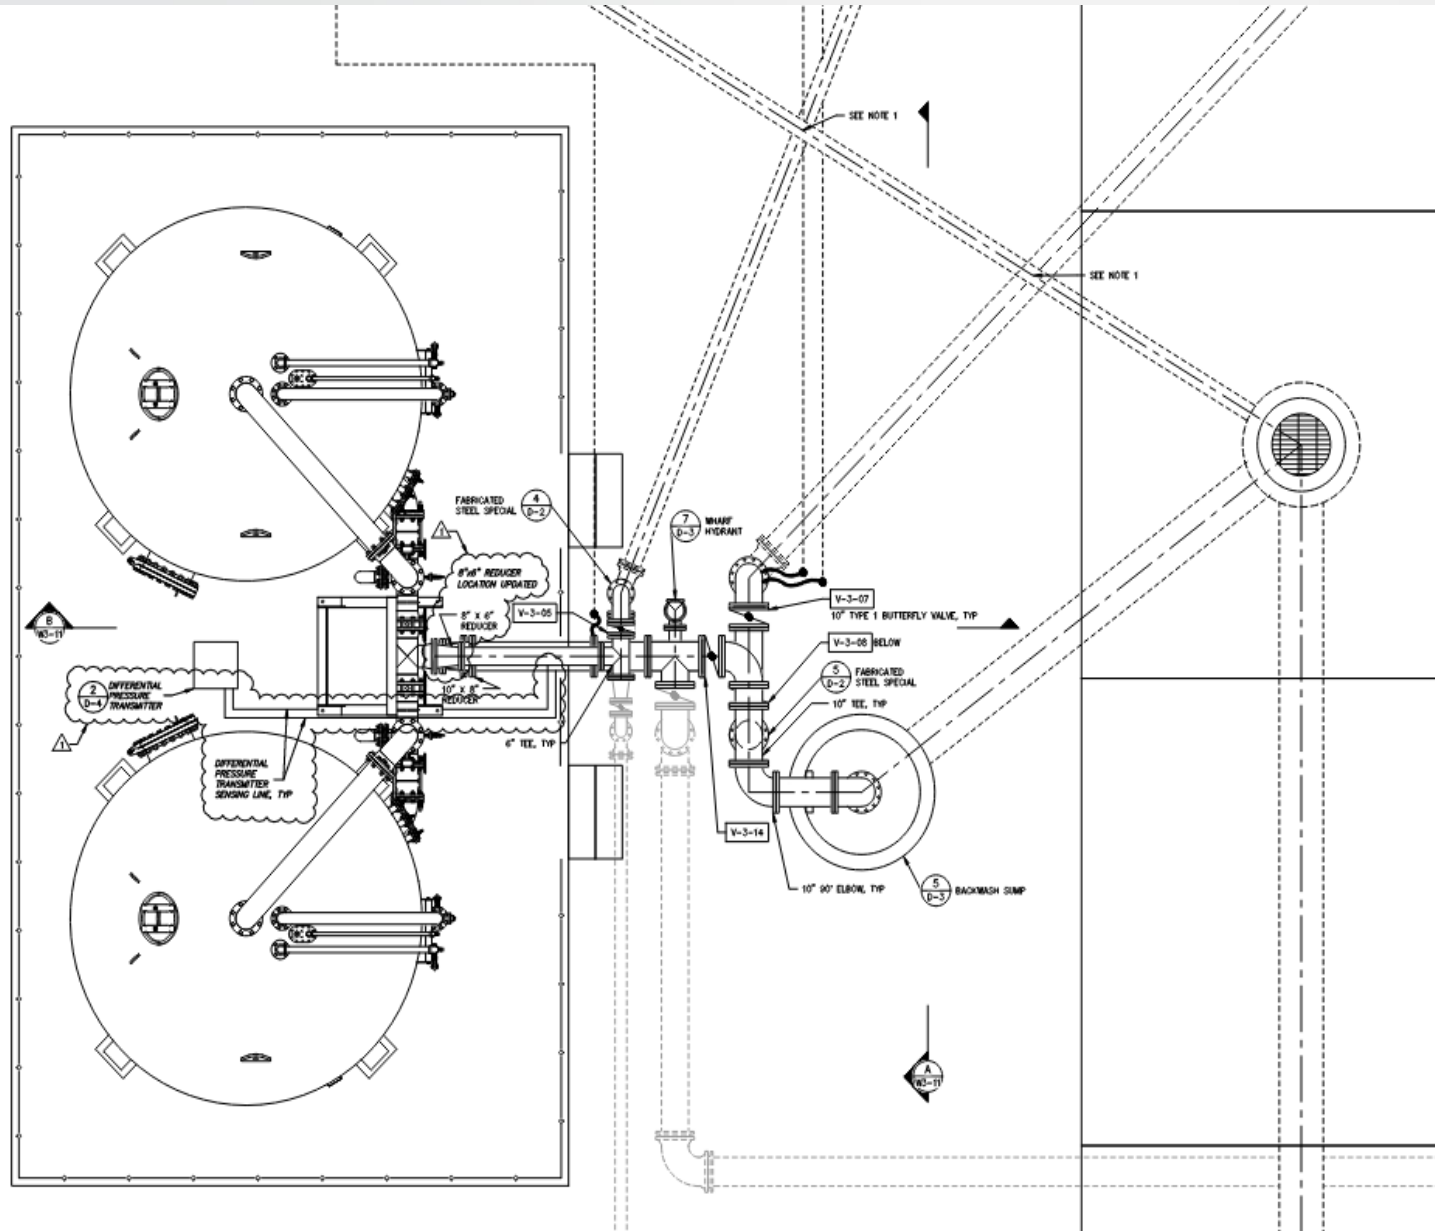 SEE NOTE 1
SEE NOTE 1
FABRICATED
STEEL SPECIAL
4
D-2
7
D-3
WHARF
HYDRANT
1
8"x6" REDUCER
LOCATION UPDATED
V-3-05
8" X 6"
REDUCER
V-3-07
10" TYPE 1 BUTTERFLY VALVE, TYP
B
W3-11
V-3-08 BELOW
5
D-2
FABRICATED
STEEL SPECIAL
2
D-4
DIFFERENTIAL
PRESSURE
TRANSMITTER
10" X 8"
REDUCER
10" TEE, TYP
1
6" TEE, TYP
DIFFERENTIAL
PRESSURE
TRANSMITTER
SENSING LINE, TYP
V-3-14
10" 90° ELBOW, TYP
5
D-3
BACKWASH SUMP
A
W3-11